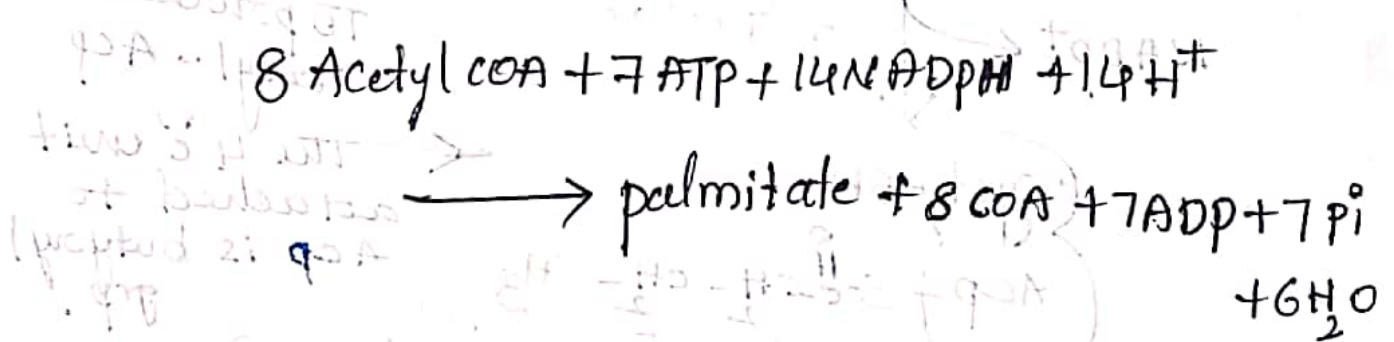 8 Acetyl COA + 7 ATP + 14 NADPH + 14 H⁺
⟶ palmitate + 8 COA + 7 ADP + 7 Pi
+ 6 H₂O